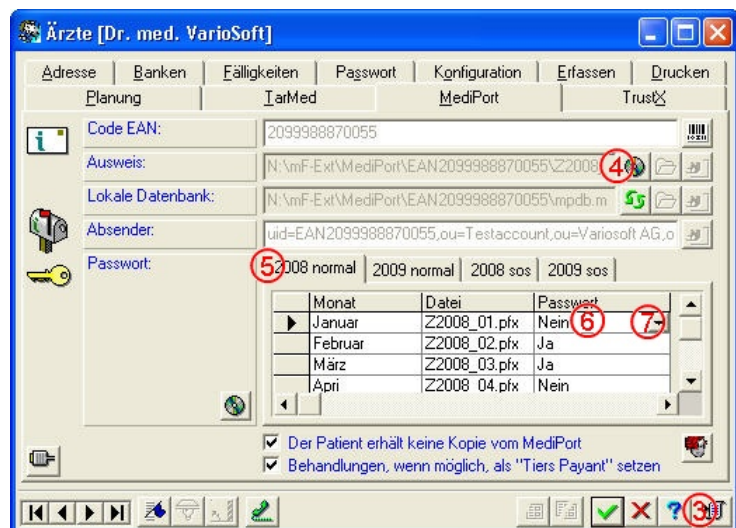 Ärzte [Dr. med. VarioSoft]
Adresse Banken Fälligkeiten Passwort Konfiguration Erfassen Drucken
Planung TarMed MediPort TrustX
Code EAN: 2099988870055
Ausweis: N:\mF-Ext\MediPort\EAN2099988870055\Z2008 4
Lokale Datenbank: N:\mF-Ext\MediPort\EAN2099988870055\mpdb.m
Absender: uid=EAN2099988870055,ou=Testaccount,ou=Variosoft AG,o
Passwort: 5 2008 normal 2009 normal 2008 sos 2009 sos
Monat Datei Passwort
Januar Z2008_01.pfx Nein 6 7
Februar Z2008_02.pfx Ja
März Z2008_03.pfx Ja
Apri Z2008_04.pfx Nein
Der Patient erhält keine Kopie vom MediPort
Behandlungen, wenn möglich, als "Tiers Payant" setzen
? 3